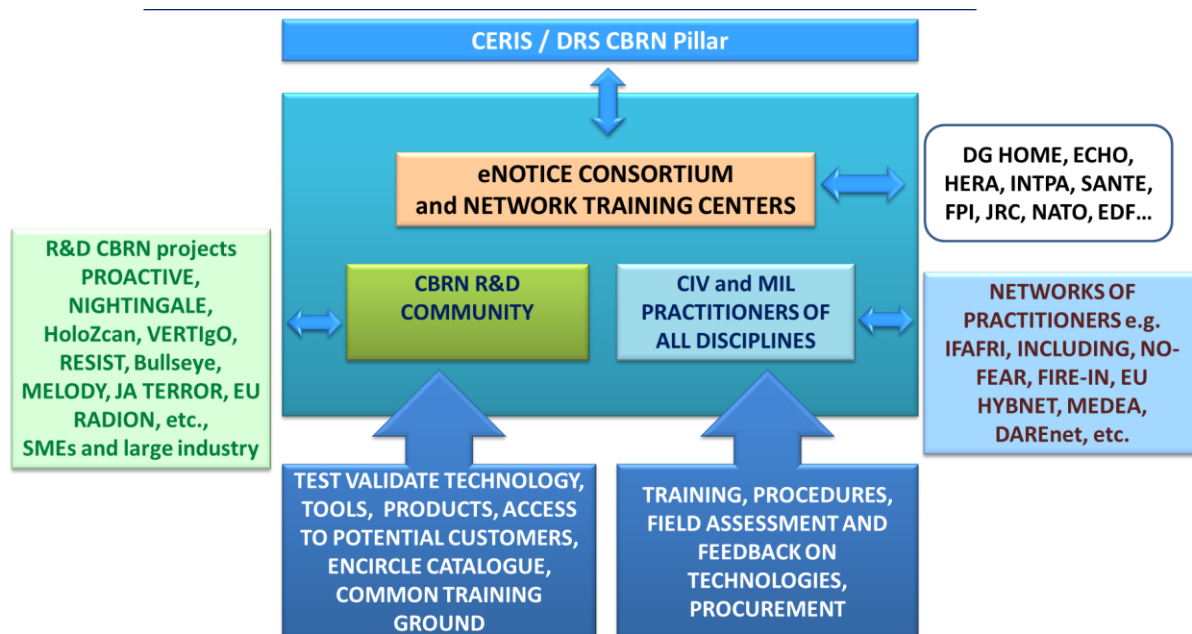 CERIS / DRS CBRN Pillar
eNOTICE CONSORTIUM
and NETWORK TRAINING CENTERS
DG HOME, ECHO,
HERA, INTPA, SANTE,
FPI, JRC, NATO, EDF...
R&D CBRN projects
PROACTIVE,
NIGHTINGALE,
HoloZcan, VERTIgO,
RESIST, Bullseye,
MELODY, JA TERROR, EU
RADION, etc.,
SMEs and large industry
CBRN R&D
COMMUNITY
CIV and MIL
PRACTITIONERS OF
ALL DISCIPLINES
NETWORKS OF
PRACTITIONERS e.g.
IFAFRI, INCLUDING, NO-
FEAR, FIRE-IN, EU
HYBNET, MEDEA,
DAREnet, etc.
TEST VALIDATE TECHNOLOGY,
TOOLS, PRODUCTS, ACCESS
TO POTENTIAL CUSTOMERS,
ENCIRCLE CATALOGUE,
COMMON TRAINING
GROUND
TRAINING, PROCEDURES,
FIELD ASSESSMENT AND
FEEDBACK ON
TECHNOLOGIES,
PROCUREMENT